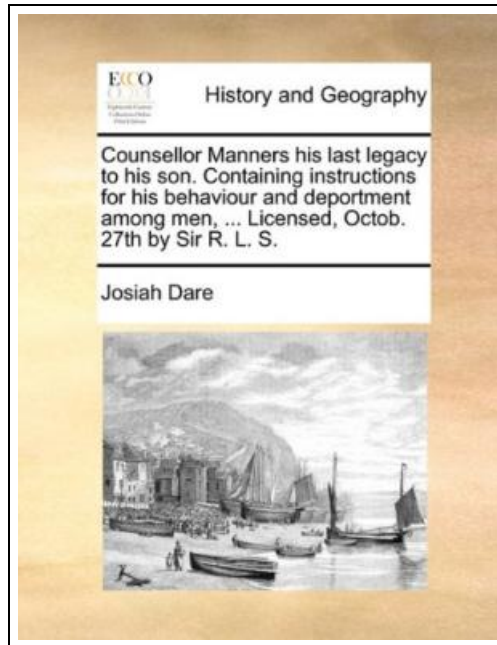 ECCO
History and Geography
Counsellor Manners his last legacy
to his son. Containing instructions
for his behaviour and deportment
among men, ... Licensed, Octob.
27th by Sir R. L. S.
Josiah Dare